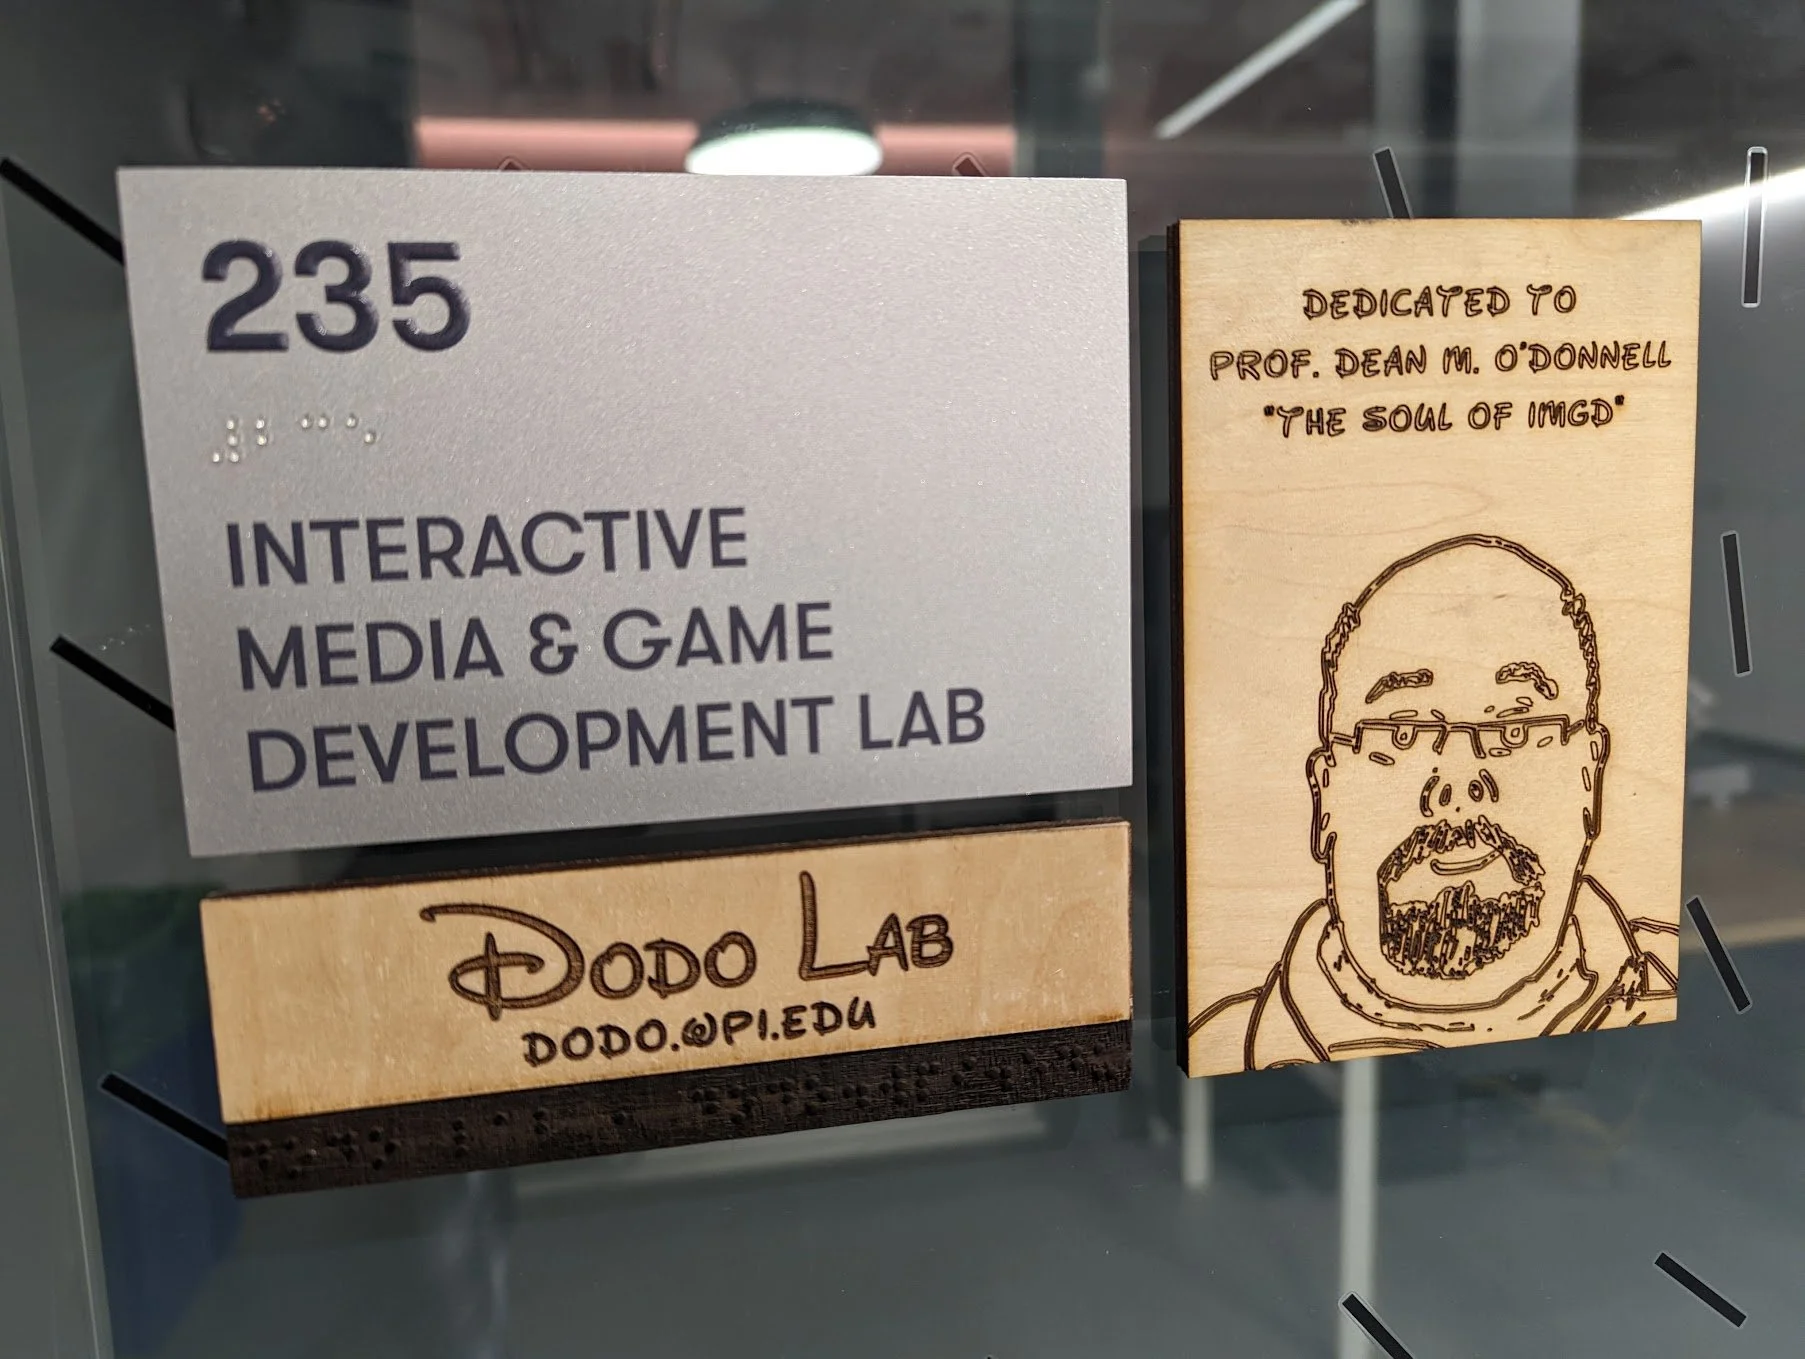 235
INTERACTIVE
MEDIA & GAME
DEVELOPMENT LAB
DODO LAB
DODO.WPI.EDU
DEDICATED TO
PROF. DEAN M. O'DONNELL
"THE SOUL OF IMGD"